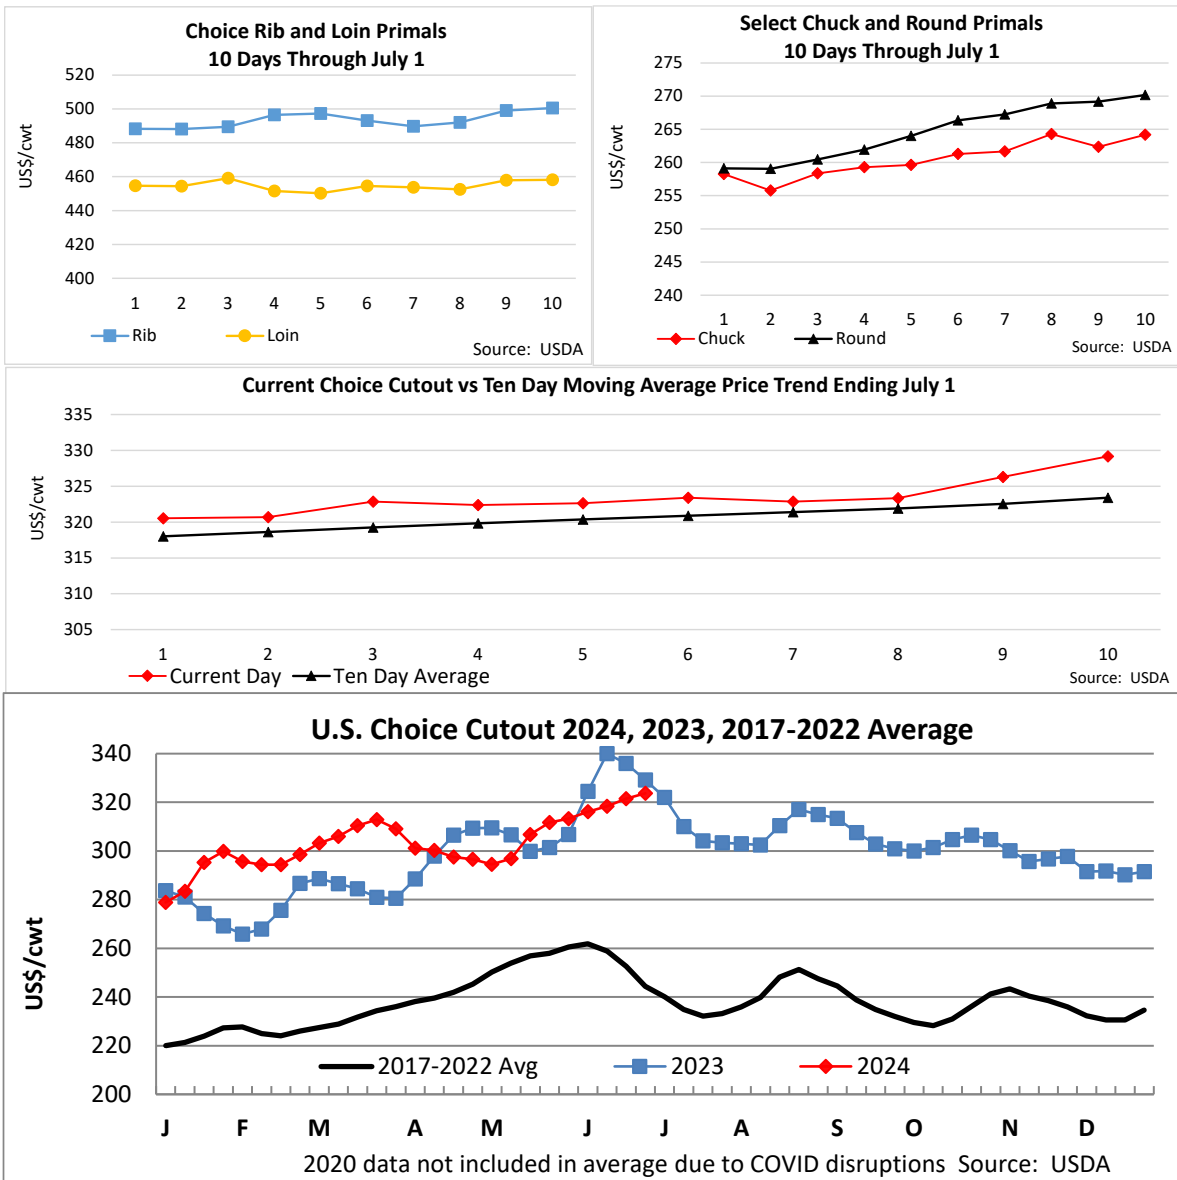 Choice Rib and Loin Primals
10 Days Through July 1
520
500
480
460
440
420
400
US$/cwt
1 2 3 4 5 6 7 8 9 10
Rib Loin
Source: USDA
Select Chuck and Round Primals
10 Days Through July 1
275
270
265
260
255
250
245
240
US$/cwt
1 2 3 4 5 6 7 8 9 10
Chuck Round
Source: USDA
Current Choice Cutout vs Ten Day Moving Average Price Trend Ending July 1
335
330
325
320
315
310
305
US$/cwt
1 2 3 4 5 6 7 8 9 10
Current Day Ten Day Average
Source: USDA
U.S. Choice Cutout 2024, 2023, 2017-2022 Average
340
320
300
280
260
240
220
200
US$/cwt
2017-2022 Avg 2023 2024
J F M A M J J A S O N D
2020 data not included in average due to COVID disruptions Source: USDA